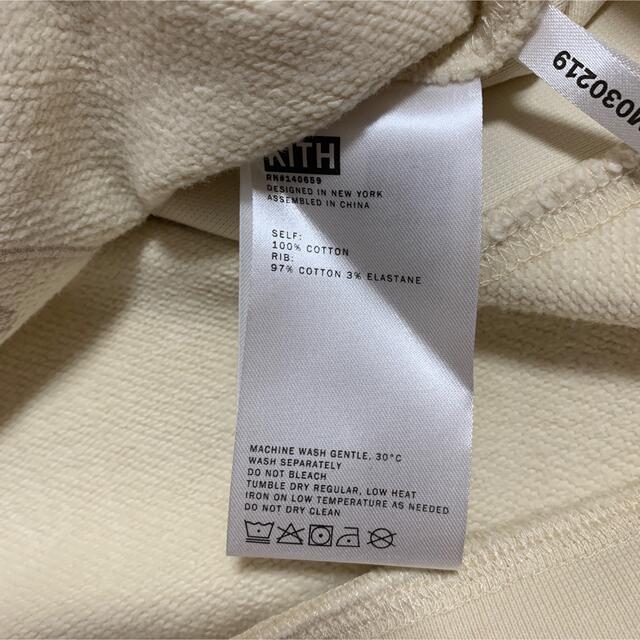 KITH
RN#140659
DESIGNED IN NEW YORK
ASSEMBLED IN CHINA
SELF:
100% COTTON
RIB:
97% COTTON 3% ELASTANE
MACHINE WASH GENTLE, 30°C
WASH SEPARATELY
DO NOT BLEACH
TUMBLE DRY REGULAR, LOW HEAT
IRON ON LOW TEMPERATURE AS NEEDED
DO NOT DRY CLEAN
M030219